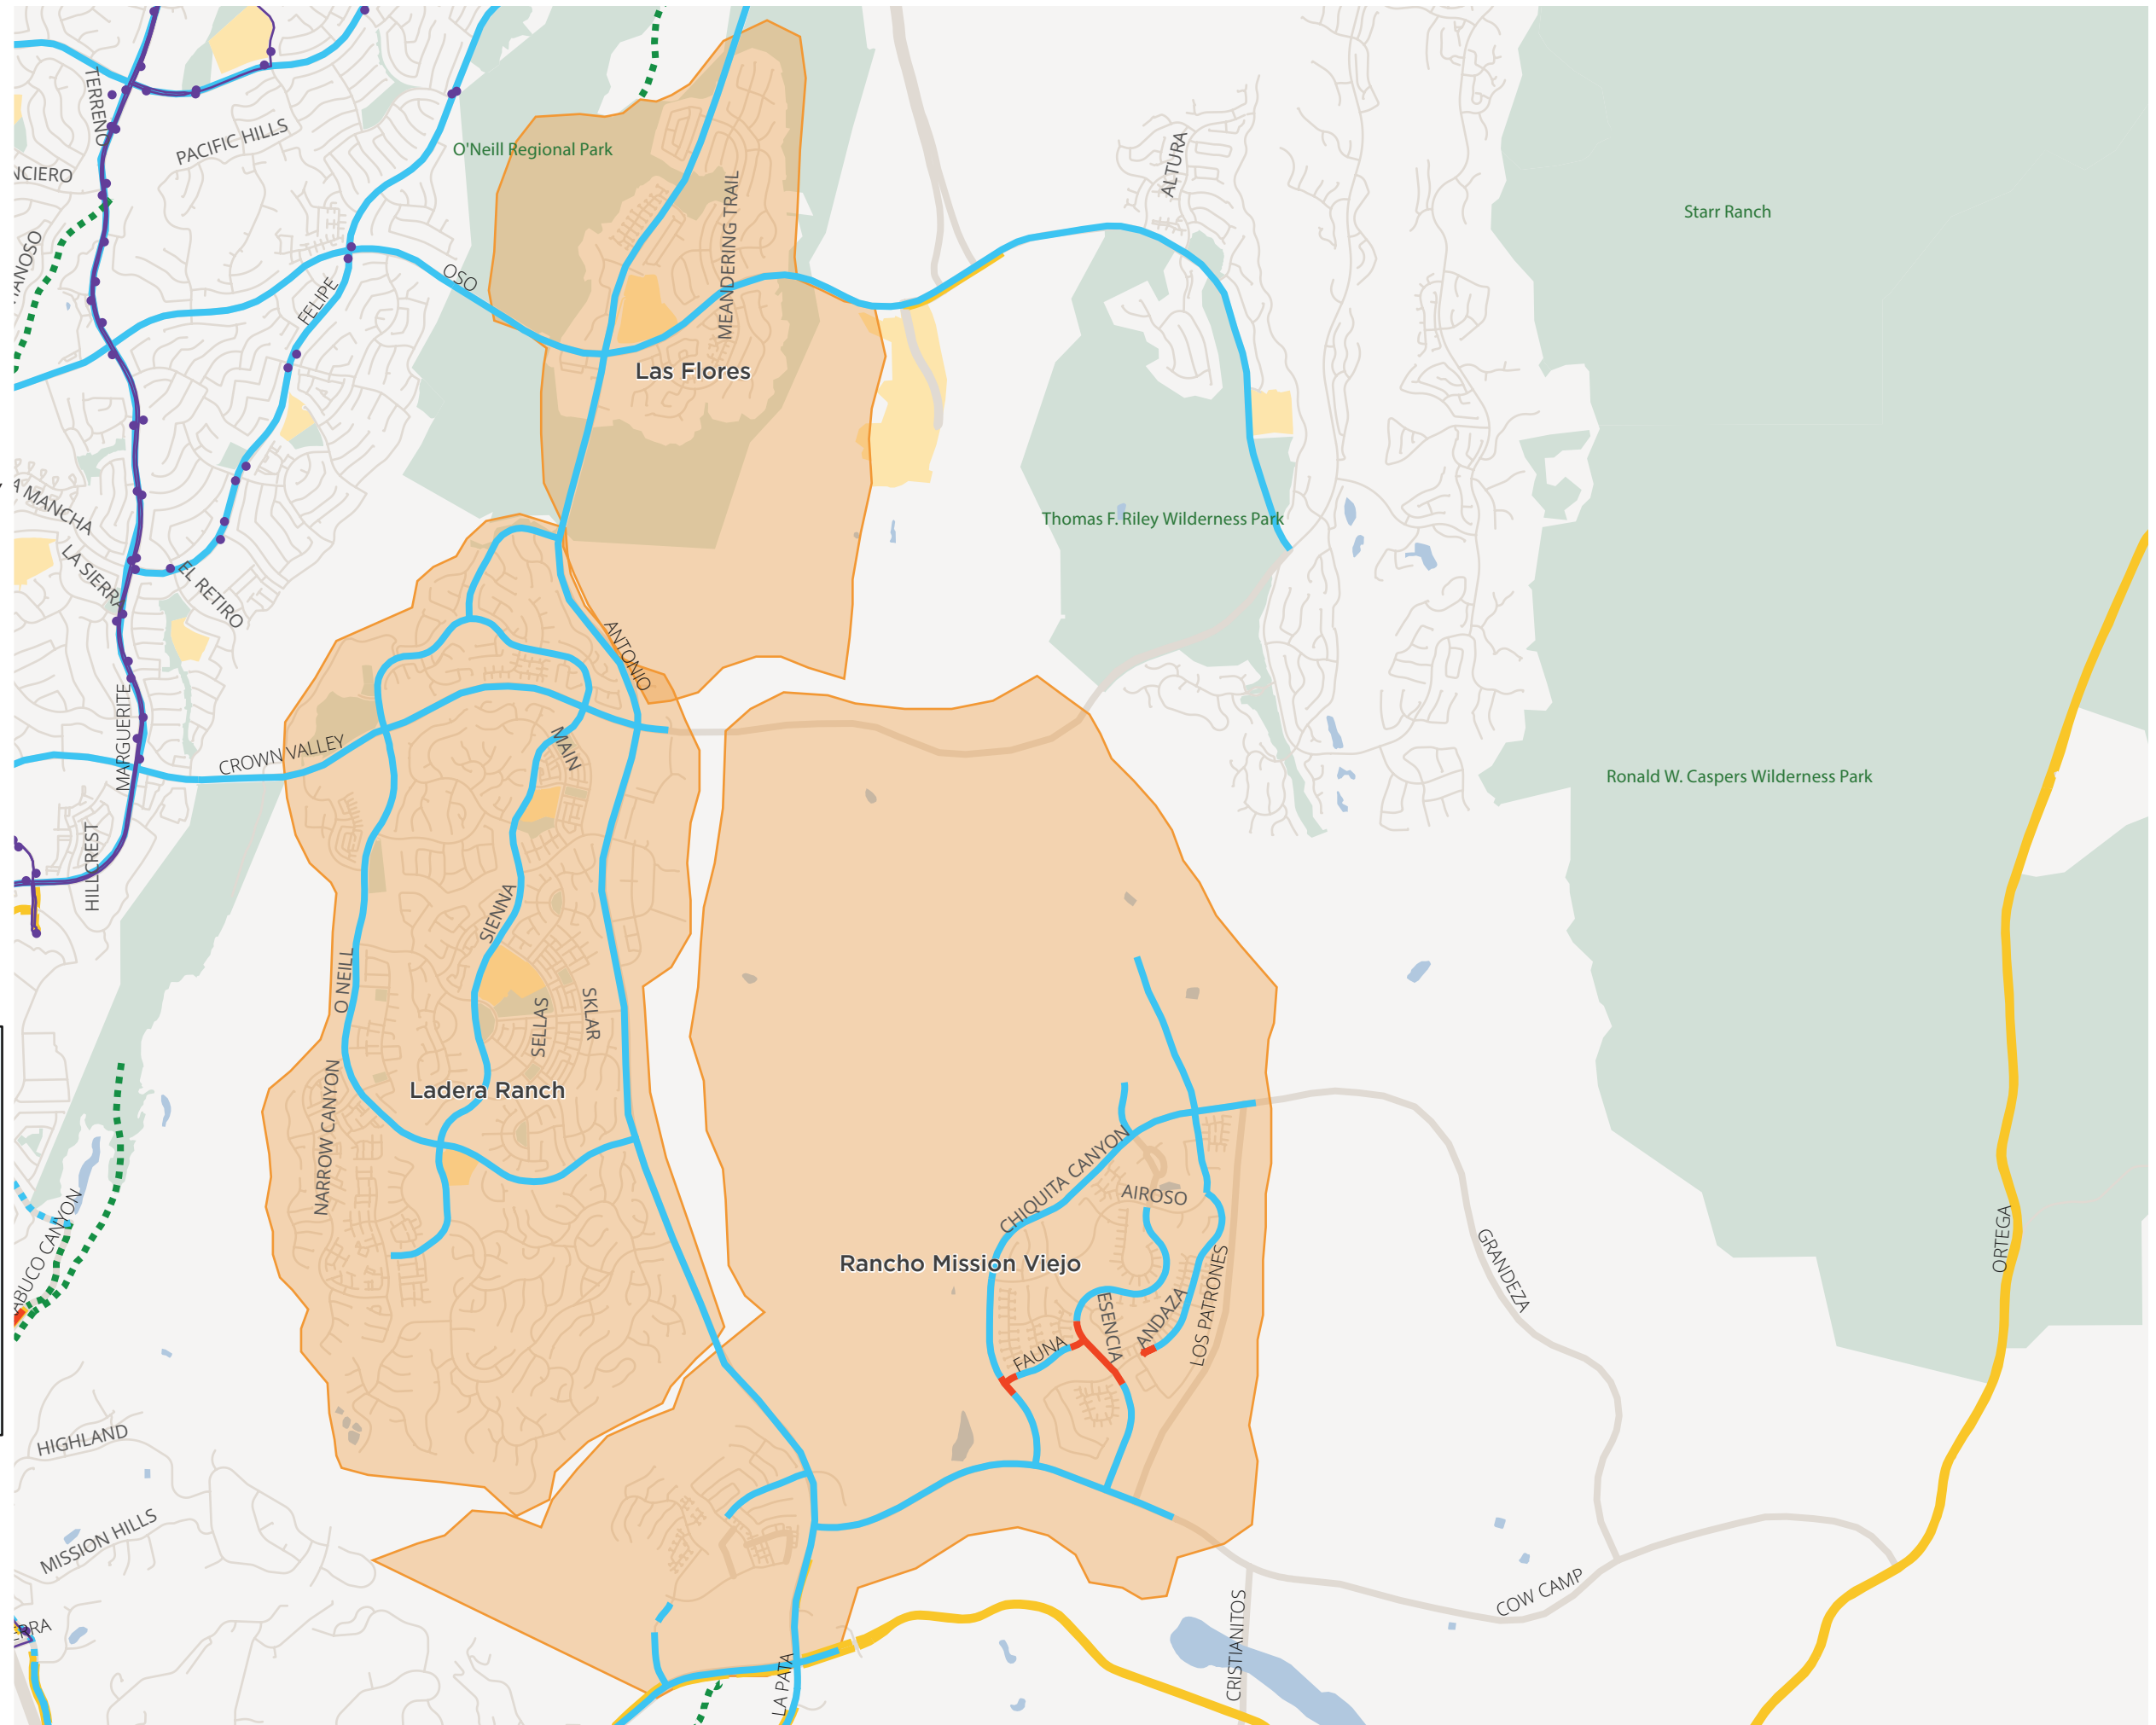 TERRENO
PACIFIC HILLS
O'Neill Regional Park
ALTURA
NCIERO
MEANDERING TRAIL
Starr Ranch
OSO
FELIPE
Las Flores
A MANCHA
Thomas F. Riley Wilderness Park
LA SIERRA
EL RETIRO
ANTONIO
MARGUERITE
CROWN VALLEY
MAIN
Ronald W. Caspers Wilderness Park
HILLCREST
SIENNA
O NEILL
SELLAS
SKLAR
Ladera Ranch
NARROW CANYON
CHIQUITA CANYON
AIROSO
ABUCO CANYON
Rancho Mission Viejo
GRANDEZA
ORTEGA
ESENCIA
ANDAZA
LOS PATRONES
FAUNA
HIGHLAND
MISSION HILLS
COW CAMP
CRISTIANITOS
ERRA
LA PATA